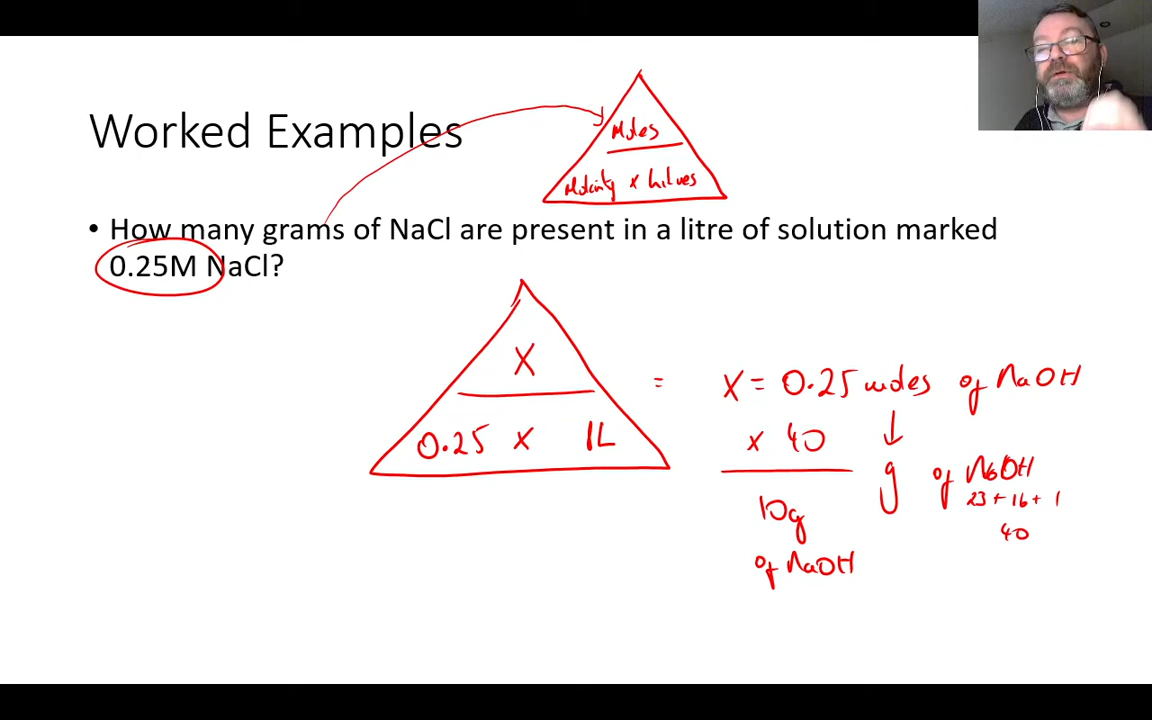 Worked Examples
Moles
Molarity x Litres
• How many grams of NaCl are present in a litre of solution marked
0.25M NaCl?
X
0.25 x 1L
= X = 0.25 moles of NaOH
x 40 g of NaOH
23 + 16 + 1
40
10g
of NaOH